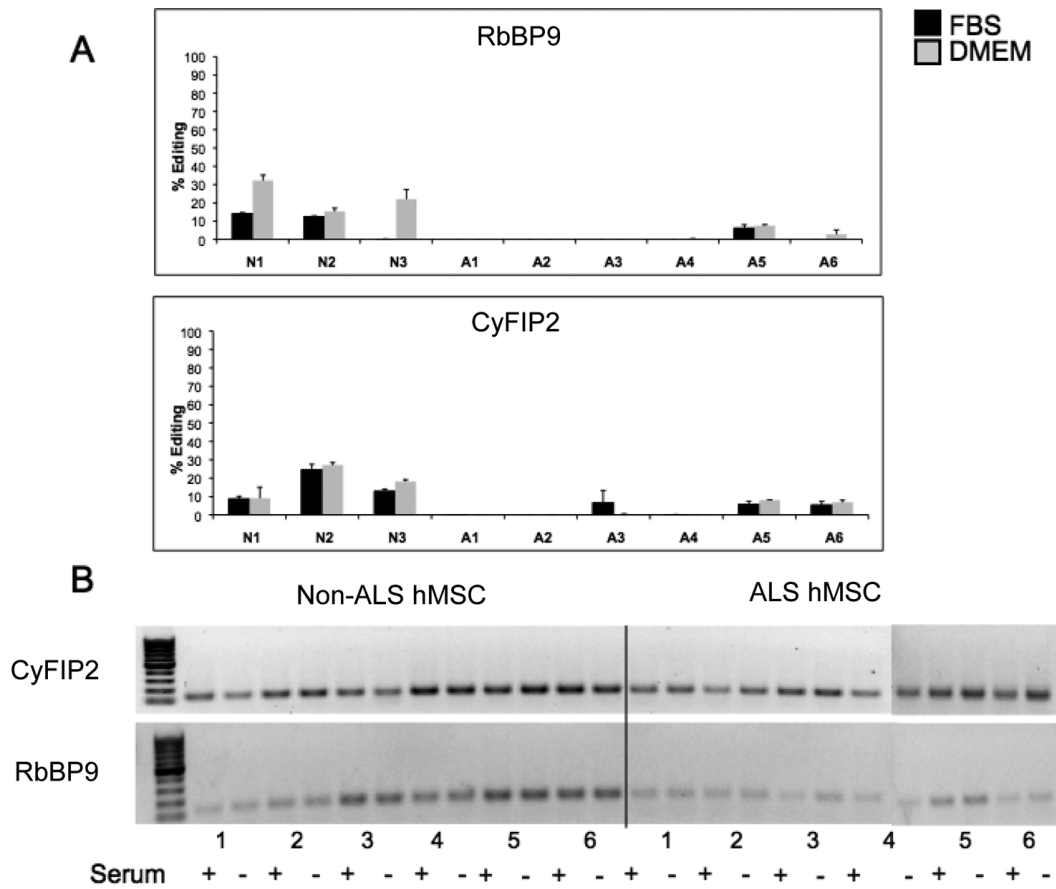 A
FBS
DMEM
RbBP9
% Editing
100
90
80
70
60
50
40
30
20
10
0
N1 N2 N3 A1 A2 A3 A4 A5 A6
CyFIP2
% Editing
100
90
80
70
60
50
40
30
20
10
0
N1 N2 N3 A1 A2 A3 A4 A5 A6
B
Non-ALS hMSC ALS hMSC
CyFIP2
RbBP9
1 2 3 4 5 6 1 2 3 4 5 6
Serum + - + - + - + - + - + - + - + - + - + - + - + -